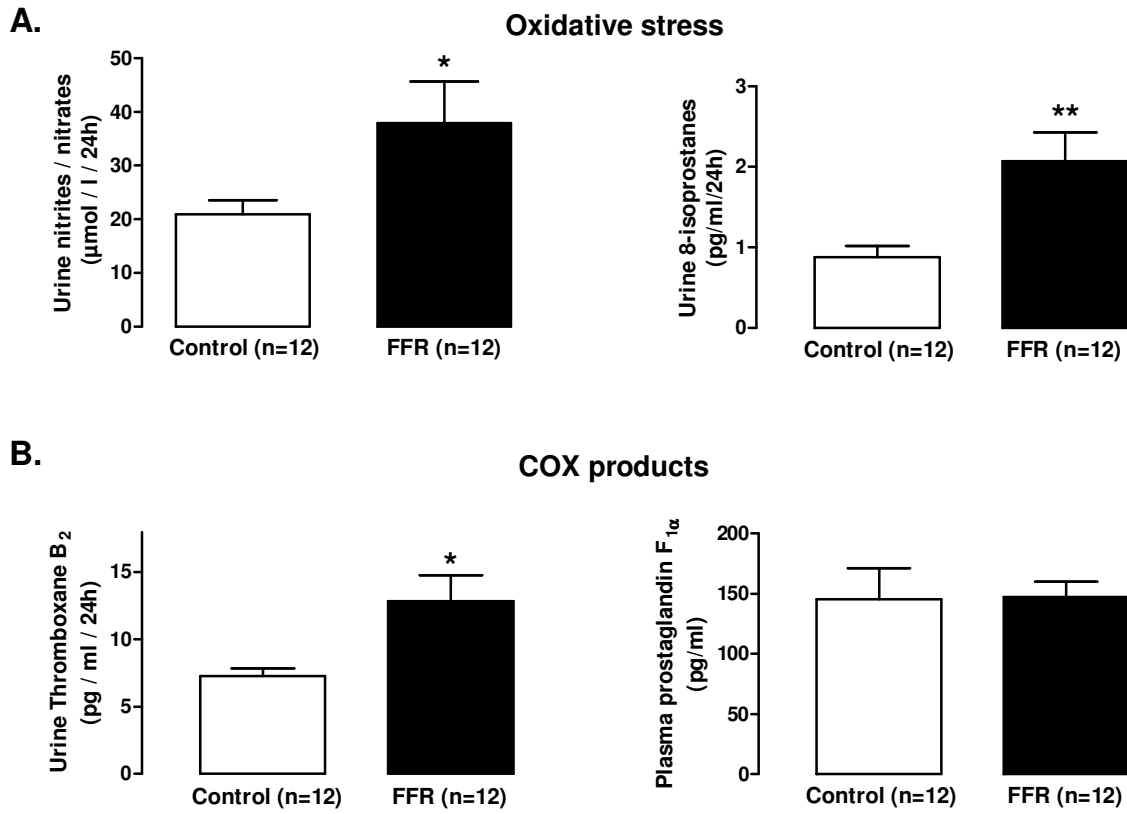 A.
Oxidative stress
Urine nitrites / nitrates
(µmol / l / 24h)
50
40
30
20
10
0
*
Control (n=12)
FFR (n=12)
Urine 8-isoprostanes
(pg/ml/24h)
3
2
1
0
**
Control (n=12)
FFR (n=12)
B.
COX products
Urine Thromboxane B2
(pg / ml / 24h)
15
10
5
0
*
Control (n=12)
FFR (n=12)
Plasma prostaglandin F1α
(pg/ml)
200
150
100
50
0
Control (n=12)
FFR (n=12)